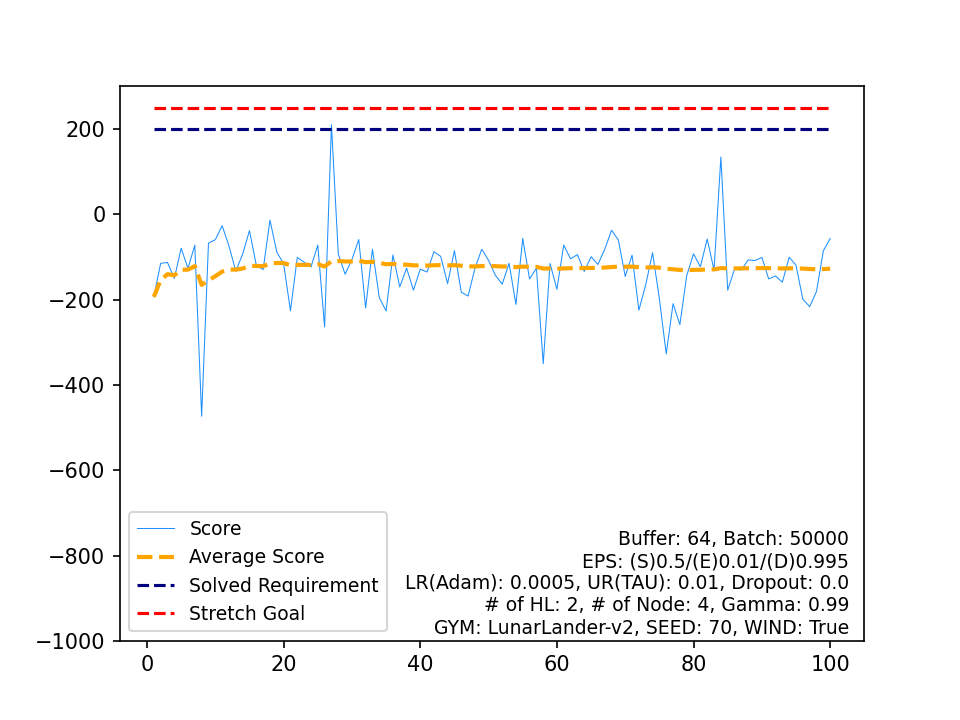 200
0
−200
−400
−600
−800
−1000
0 20 40 60 80 100
Score
Average Score
Solved Requirement
Stretch Goal
Buffer: 64, Batch: 50000
EPS: (S)0.5/(E)0.01/(D)0.995
LR(Adam): 0.0005, UR(TAU): 0.01, Dropout: 0.0
# of HL: 2, # of Node: 4, Gamma: 0.99
GYM: LunarLander-v2, SEED: 70, WIND: True